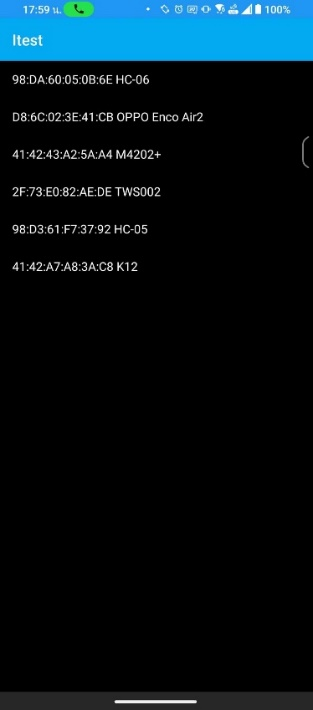 17:59 น.
100%
Itest
98:DA:60:05:0B:6E HC-06
D8:6C:02:3E:41:CB OPPO Enco Air2
41:42:43:A2:5A:A4 M4202+
2F:73:E0:82:AE:DE TWS002
98:D3:61:F7:37:92 HC-05
41:42:A7:A8:3A:C8 K12